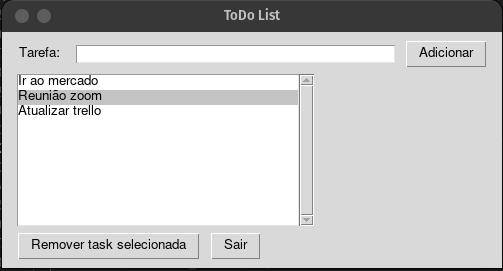 ToDo List
Tarefa: Adicionar
Ir ao mercado
Reunião zoom
Atualizar trello
Remover task selecionada Sair